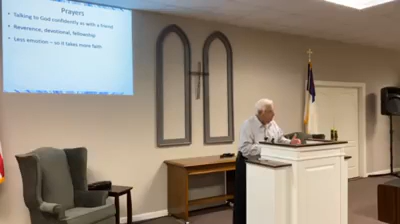 Prayers
• Talking to God confidently as with a friend
• Reverence, devotional, fellowship
• Less emotion – so it takes more faith